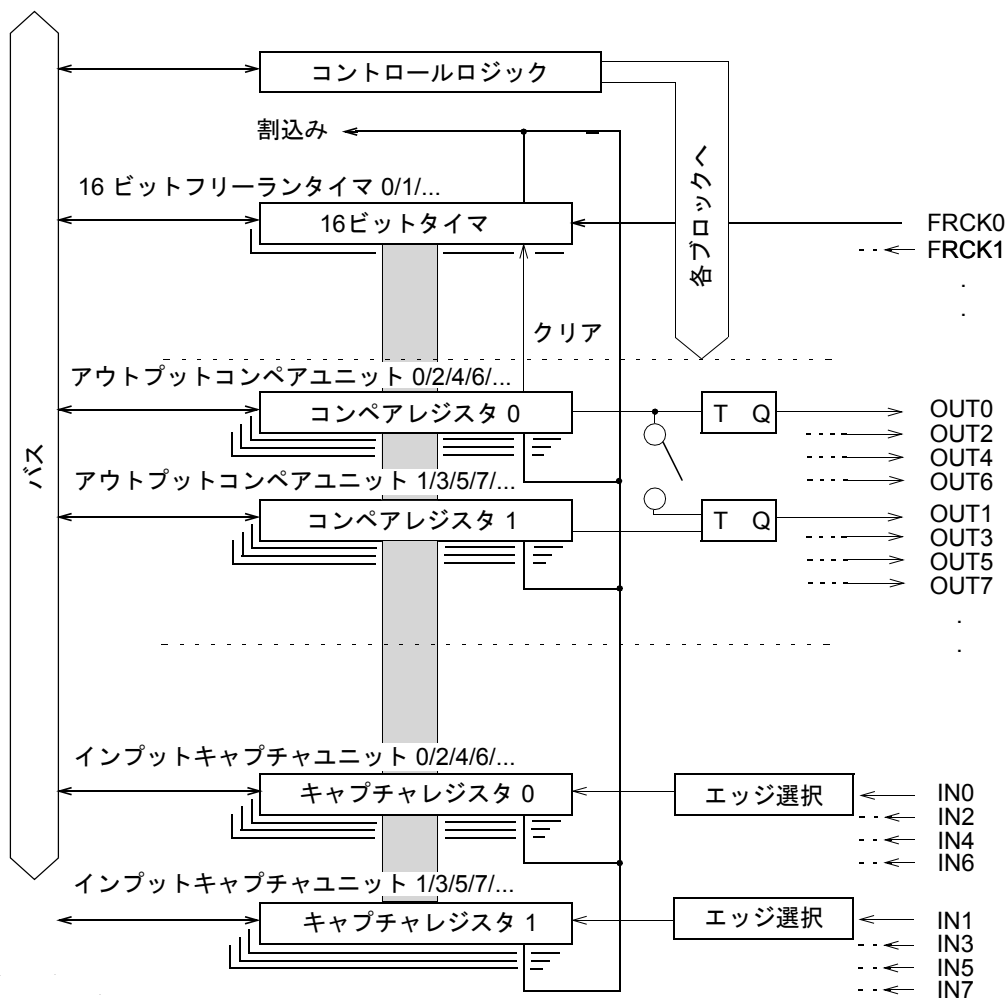 コントロールロジック
割込み
各ブロックへ
16 ビットフリーランタイマ 0/1/...
16ビットタイマ
FRCK0
FRCK1
クリア
アウトプットコンペアユニット 0/2/4/6/...
コンペアレジスタ 0
T Q
OUT0
OUT2
OUT4
OUT6
バス
アウトプットコンペアユニット 1/3/5/7/...
コンペアレジスタ 1
T Q
OUT1
OUT3
OUT5
OUT7
インプットキャプチャユニット 0/2/4/6/...
キャプチャレジスタ 0
エッジ選択
IN0
IN2
IN4
IN6
インプットキャプチャユニット 1/3/5/7/...
キャプチャレジスタ 1
エッジ選択
IN1
IN3
IN5
IN7